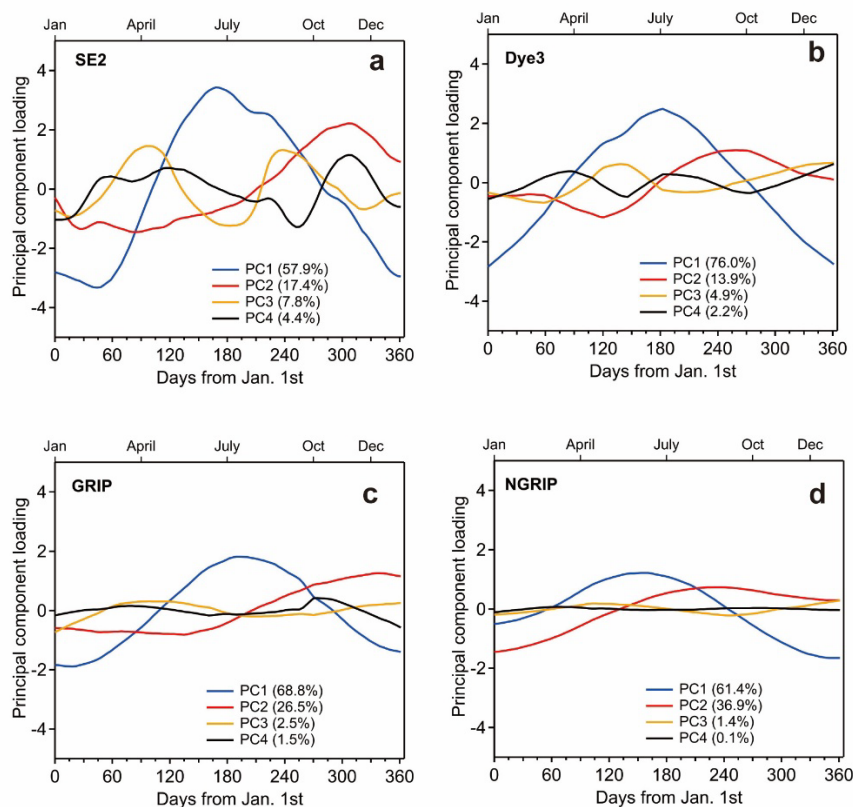 Jan April July Oct Dec
SE2
a
Principal component loading
4
2
0
-2
-4
PC1 (57.9%)
PC2 (17.4%)
PC3 (7.8%)
PC4 (4.4%)
0 60 120 180 240 300 360
Days from Jan. 1st
Jan April July Oct Dec
Dye3
b
Principal component loading
4
2
0
-2
-4
PC1 (76.0%)
PC2 (13.9%)
PC3 (4.9%)
PC4 (2.2%)
0 60 120 180 240 300 360
Days from Jan. 1st
Jan April July Oct Dec
GRIP
c
Principal component loading
4
2
0
-2
-4
PC1 (68.8%)
PC2 (26.5%)
PC3 (2.5%)
PC4 (1.5%)
0 60 120 180 240 300 360
Days from Jan. 1st
Jan April July Oct Dec
NGRIP
d
Principal component loading
4
2
0
-2
-4
PC1 (61.4%)
PC2 (36.9%)
PC3 (1.4%)
PC4 (0.1%)
0 60 120 180 240 300 360
Days from Jan. 1st